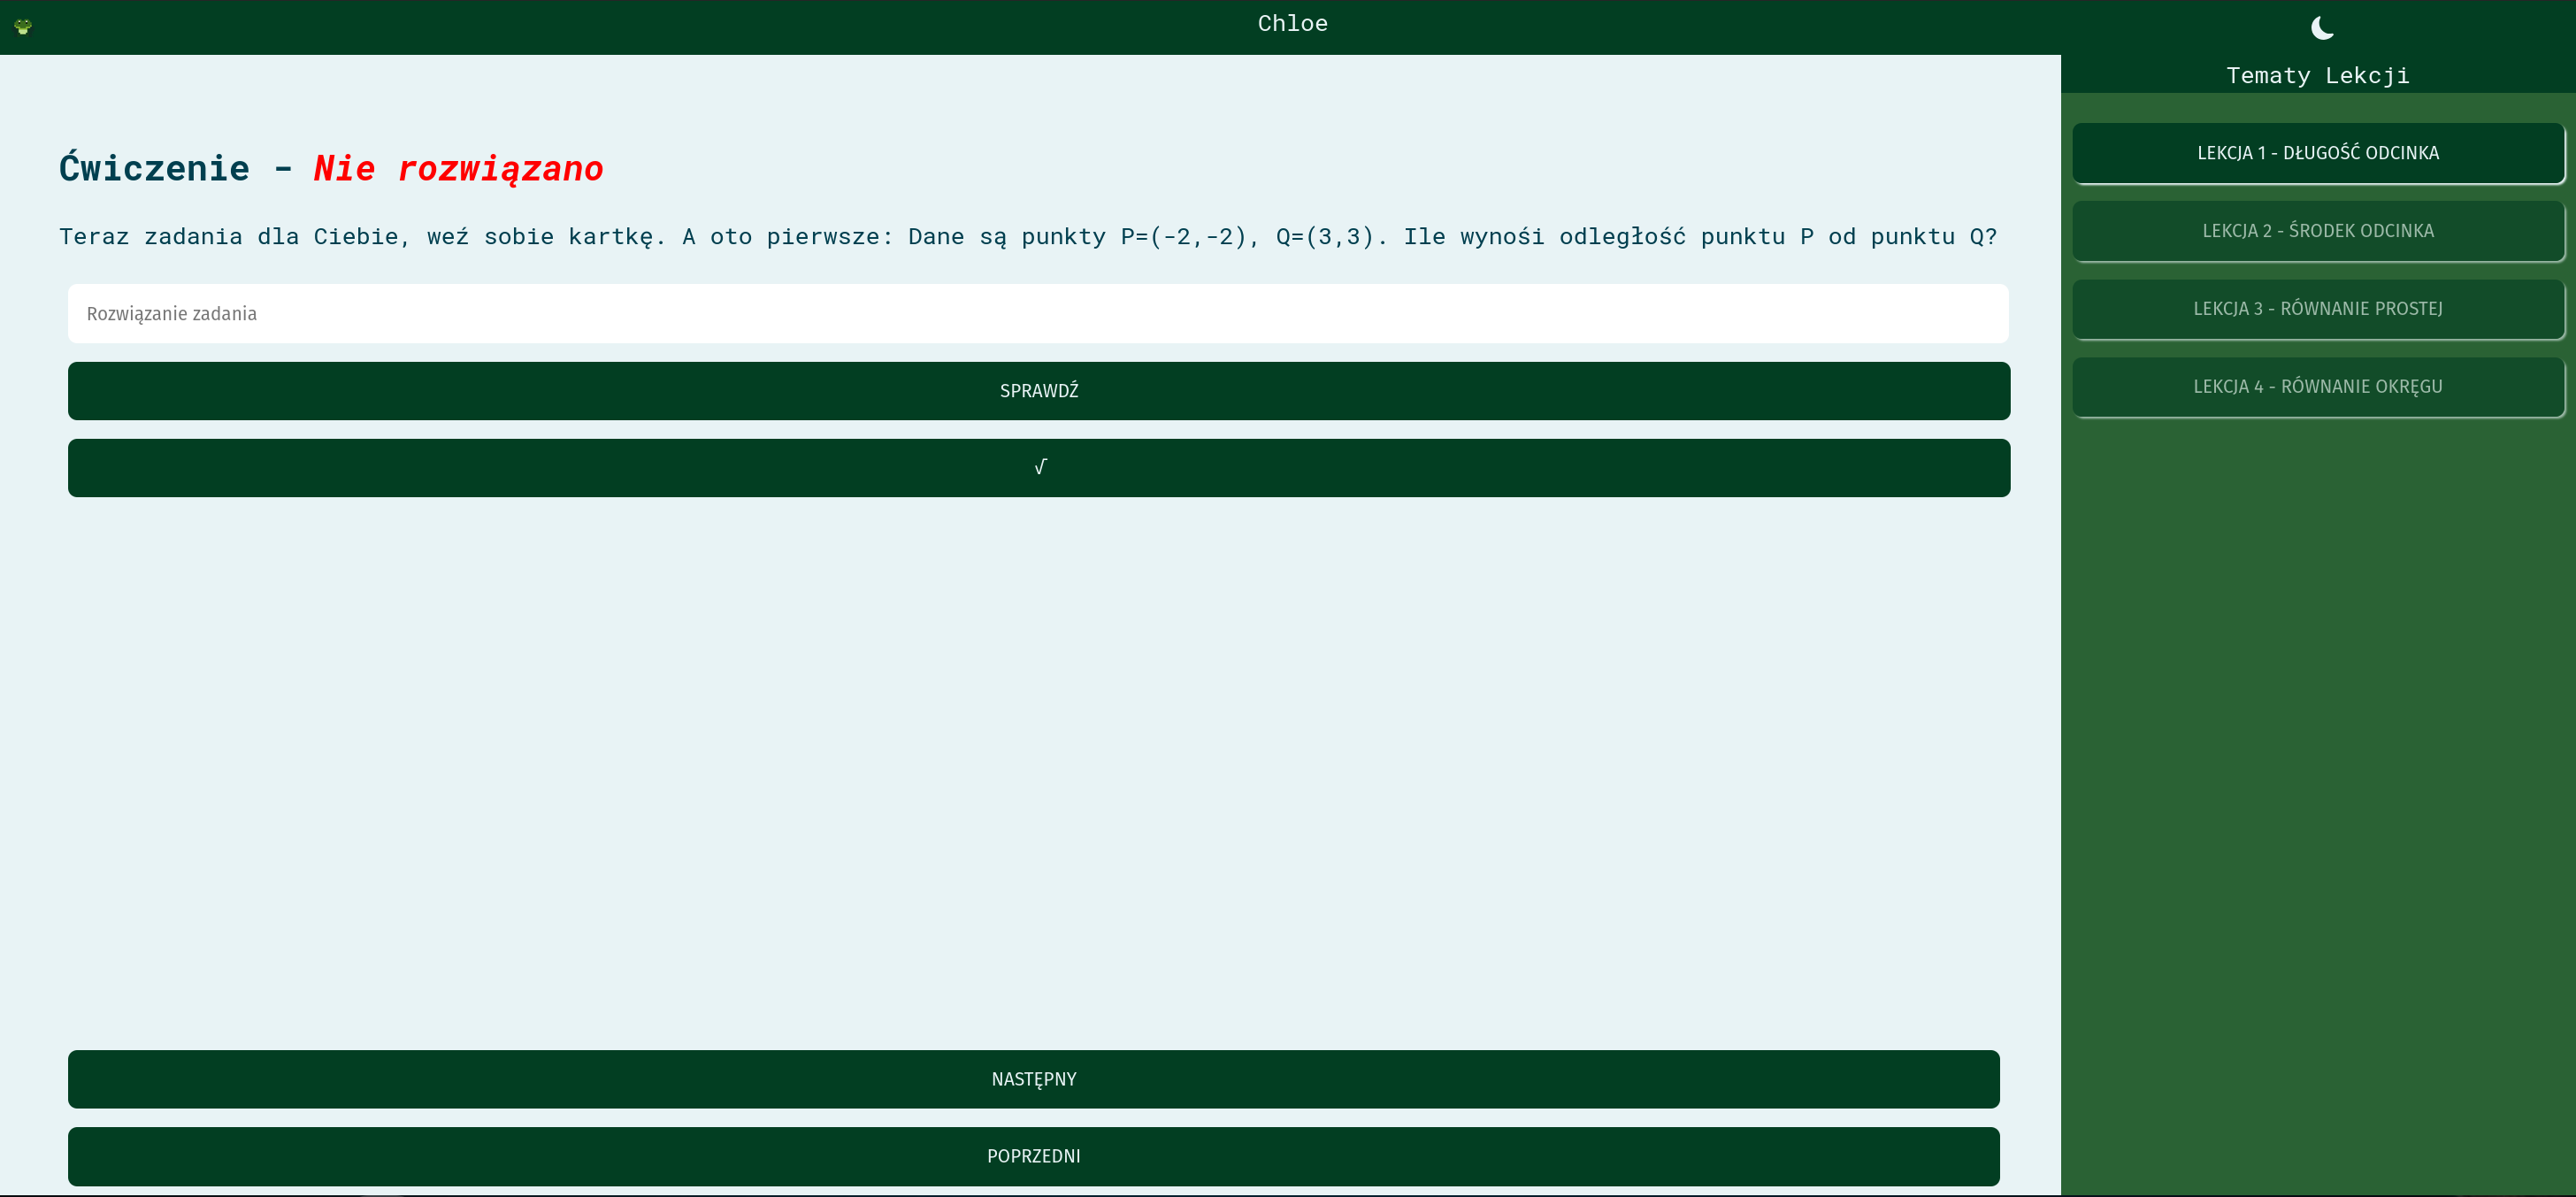 Chloe
Ćwiczenie - Nie rozwiązano
Teraz zadania dla Ciebie, weź sobie kartkę. A oto pierwsze: Dane są punkty P=(-2,-2), Q=(3,3). Ile wynośi odległość punktu P od punktu Q?
Rozwiązanie zadania
SPRAWDŹ
√
NASTĘPNY
POPRZEDNI
Tematy Lekcji
LEKCJA 1 - DŁUGOŚĆ ODCINKA
LEKCJA 2 - ŚRODEK ODCINKA
LEKCJA 3 - RÓWNANIE PROSTEJ
LEKCJA 4 - RÓWNANIE OKRĘGU